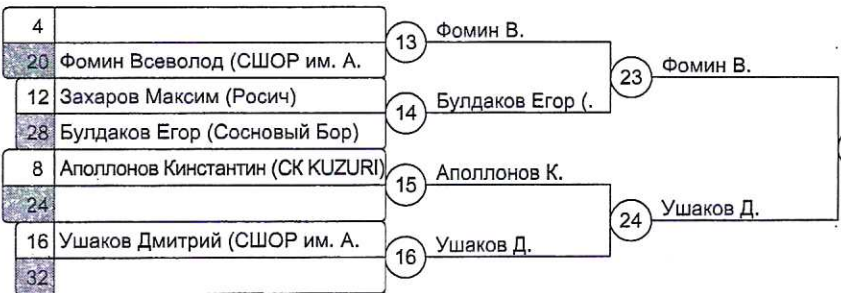 4
13 Фомин В.
20 Фомин Всеволод (СШОР им. А.
23 Фомин В.
12 Захаров Максим (Росич)
14 Булдаков Егор (.
28 Булдаков Егор (Сосновый Бор)
8 Аполлонов Кинстантин (СК KUZURI)
15 Аполлонов К.
24
24 Ушаков Д.
16 Ушаков Дмитрий (СШОР им. А.
16 Ушаков Д.
32